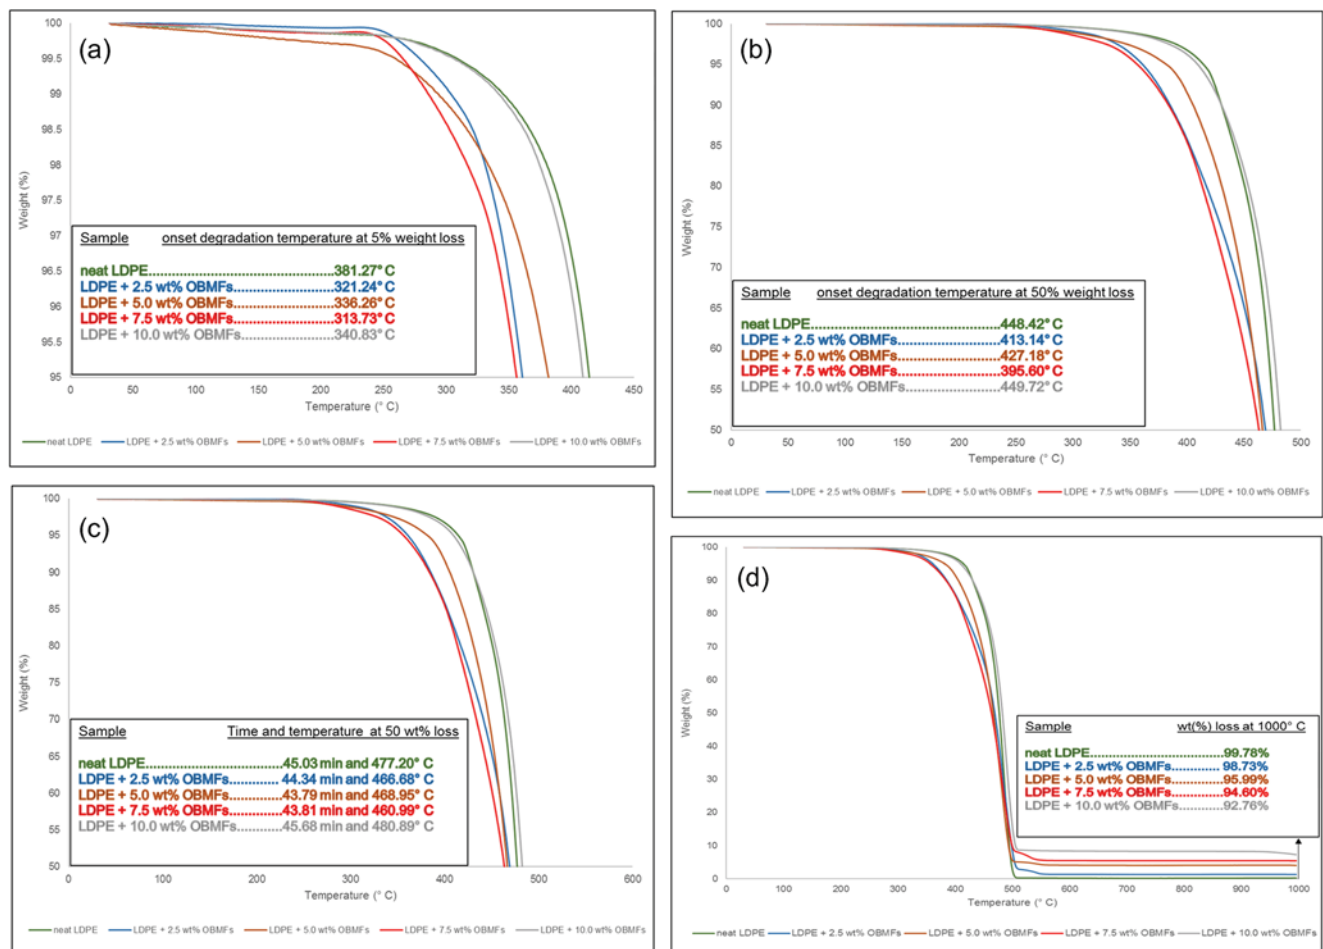 (a)
100
99.5
99
98.5
98
97.5
97
96.5
96
95.5
95
Weight (%)
Sample onset degradation temperature at 5% weight loss
neat LDPE..............................................381.27° C
LDPE + 2.5 wt% OBMFs......................321.24° C
LDPE + 5.0 wt% OBMFs......................336.26° C
LDPE + 7.5 wt% OBMFs......................313.73° C
LDPE + 10.0 wt% OBMFs....................340.83° C
0 50 100 150 200 250 300 350 400 450
Temperature (° C)
neat LDPE LDPE + 2.5 wt% OBMFs LDPE + 5.0 wt% OBMFs LDPE + 7.5 wt% OBMFs LDPE + 10.0 wt% OBMFs
(b)
100
95
90
85
80
75
70
65
60
55
50
Weight (%)
Sample onset degradation temperature at 50% weight loss
neat LDPE..............................................448.42° C
LDPE + 2.5 wt% OBMFs......................413.14° C
LDPE + 5.0 wt% OBMFs......................427.18° C
LDPE + 7.5 wt% OBMFs......................395.60° C
LDPE + 10.0 wt% OBMFs....................449.72° C
0 50 100 150 200 250 300 350 400 450 500
Temperature (° C)
neat LDPE LDPE + 2.5 wt% OBMFs LDPE + 5.0 wt% OBMFs LDPE + 7.5 wt% OBMFs LDPE + 10.0 wt% OBMFs
(c)
100
95
90
85
80
75
70
65
60
55
50
Weight (%)
Sample Time and temperature at 50 wt% loss
neat LDPE....................................45.03 min and 477.20° C
LDPE + 2.5 wt% OBMFs............ 44.34 min and 466.68° C
LDPE + 5.0 wt% OBMFs............ 43.79 min and 468.95° C
LDPE + 7.5 wt% OBMFs............ 43.81 min and 460.99° C
LDPE + 10.0 wt% OBMFs...........45.68 min and 480.89° C
0 100 200 300 400 500 600
Temperature (° C)
neat LDPE LDPE + 2.5 wt% OBMFs LDPE + 5.0 wt% OBMFs LDPE + 7.5 wt% OBMFs LDPE + 10.0 wt% OBMFs
(d)
100
90
80
70
60
50
40
30
20
10
0
Weight (%)
Sample wt(%) loss at 1000° C
neat LDPE..................................99.78%
LDPE + 2.5 wt% OBMFs........... 98.73%
LDPE + 5.0 wt% OBMFs............95.99%
LDPE + 7.5 wt% OBMFs............94.60%
LDPE + 10.0 wt% OBMFs..........92.76%
0 100 200 300 400 500 600 700 800 900 1000
Temperature (° C)
neat LDPE LDPE + 2.5 wt% OBMFs LDPE + 5.0 wt% OBMFs LDPE + 7.5 wt% OBMFs LDPE + 10.0 wt% OBMFs